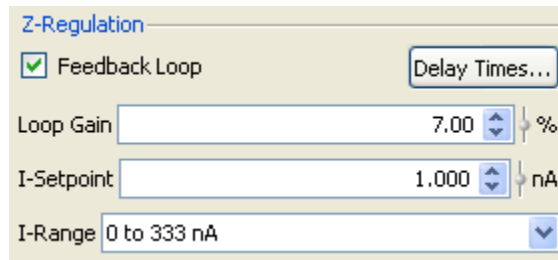 Z-Regulation
Feedback Loop Delay Times...
Loop Gain 7.00 %
I-Setpoint 1.000 nA
I-Range 0 to 333 nA